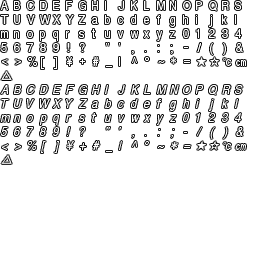 A B C D E F G H I J K L M N O P Q R S
T U V W X Y Z a b c d e f g h i j k l
m n o p q r s t u v w x y z 0 1 2 3 4
5 6 7 8 9 ! ? " ' , . : ; - / ( ) &
< > % [ ] ¥ + # _ | ^ ° ~ * = ☆ ☆ ℃ ㎝
△
A B C D E F G H I J K L M N O P Q R S
T U V W X Y Z a b c d e f g h i j k l
m n o p q r s t u v w x y z 0 1 2 3 4
5 6 7 8 9 ! ? " ' , . : ; - / ( ) &
< > % [ ] ¥ + # _ | ^ ° ~ * = ☆ ☆ ℃ ㎝
△